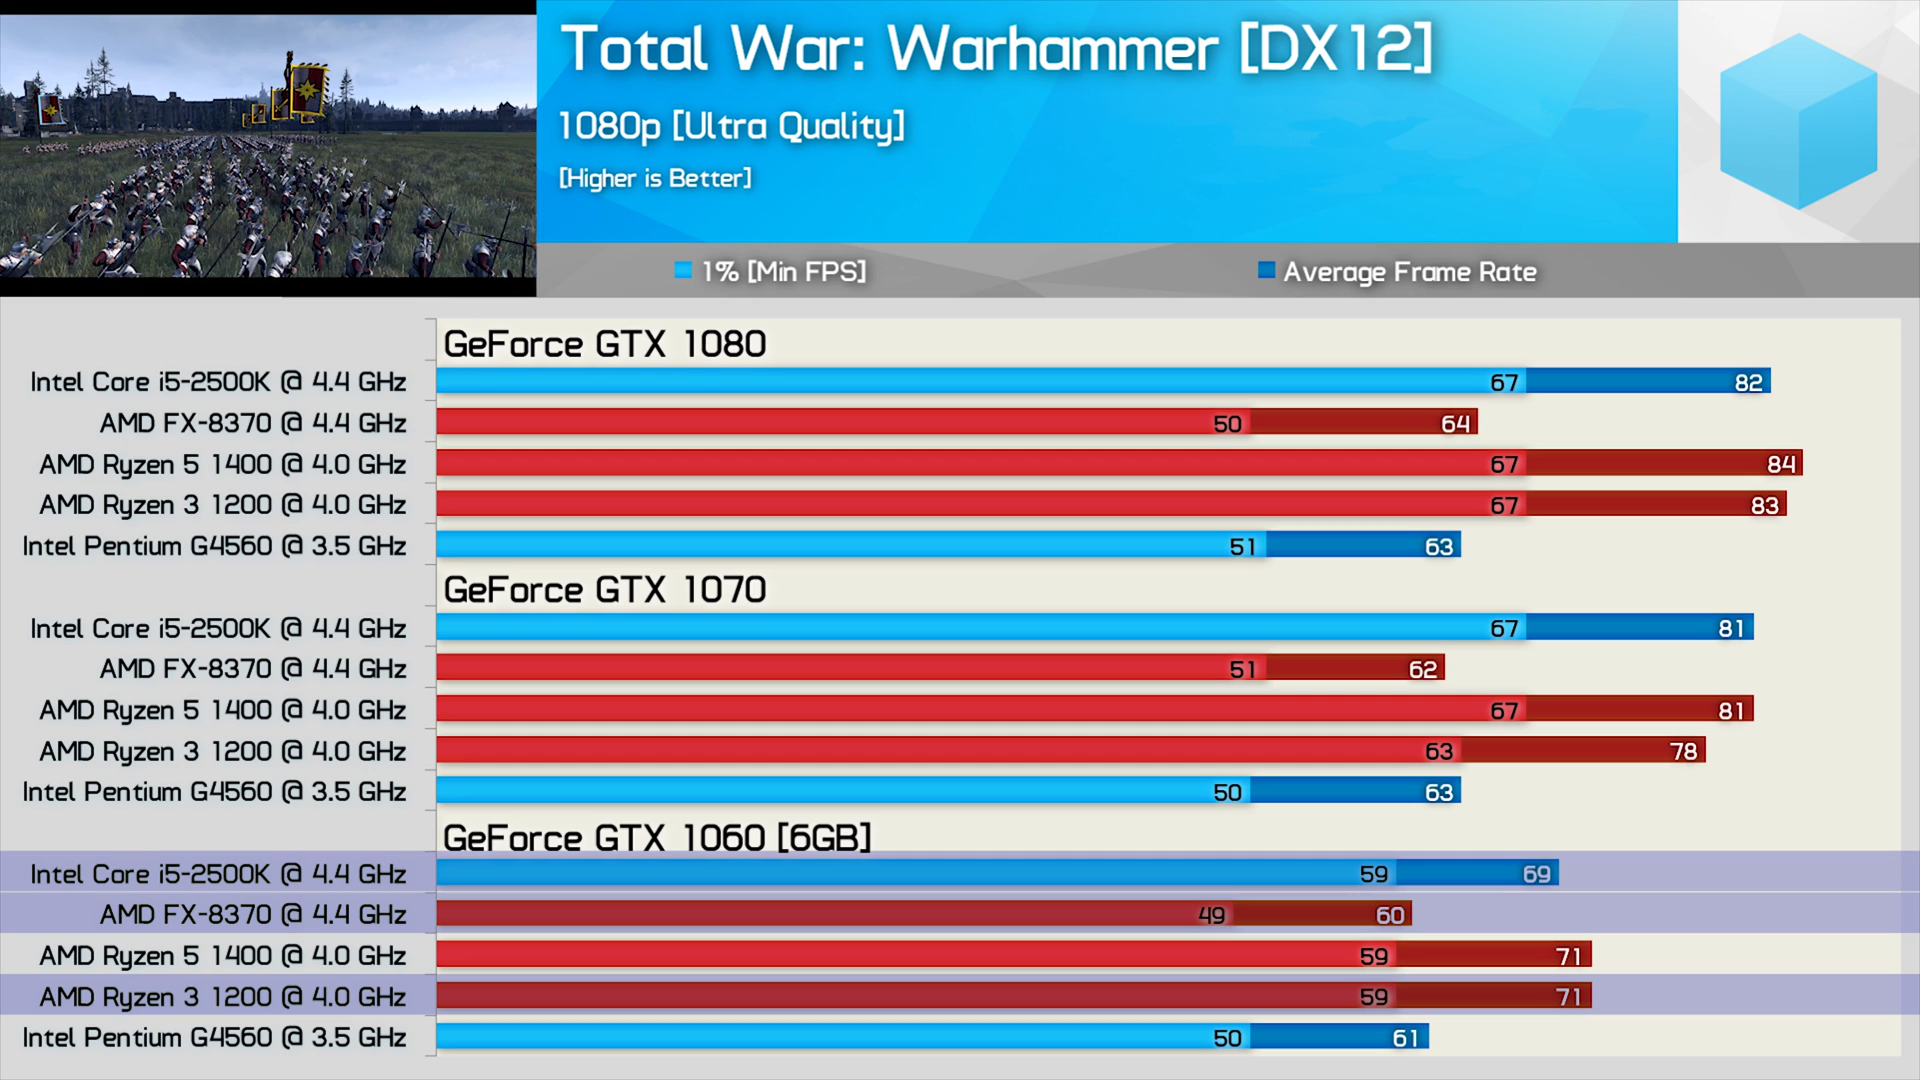 Total War: Warhammer [DX12]
1080p [Ultra Quality]
[Higher is Better]
1% [Min FPS]
Average Frame Rate
GeForce GTX 1080
Intel Core i5-2500K @ 4.4 GHz 67 82
AMD FX-8370 @ 4.4 GHz 50 64
AMD Ryzen 5 1400 @ 4.0 GHz 67 84
AMD Ryzen 3 1200 @ 4.0 GHz 67 83
Intel Pentium G4560 @ 3.5 GHz 51 63
GeForce GTX 1070
Intel Core i5-2500K @ 4.4 GHz 67 81
AMD FX-8370 @ 4.4 GHz 51 62
AMD Ryzen 5 1400 @ 4.0 GHz 67 81
AMD Ryzen 3 1200 @ 4.0 GHz 63 78
Intel Pentium G4560 @ 3.5 GHz 50 63
GeForce GTX 1060 [6GB]
Intel Core i5-2500K @ 4.4 GHz 59 69
AMD FX-8370 @ 4.4 GHz 49 60
AMD Ryzen 5 1400 @ 4.0 GHz 59 71
AMD Ryzen 3 1200 @ 4.0 GHz 59 71
Intel Pentium G4560 @ 3.5 GHz 50 61